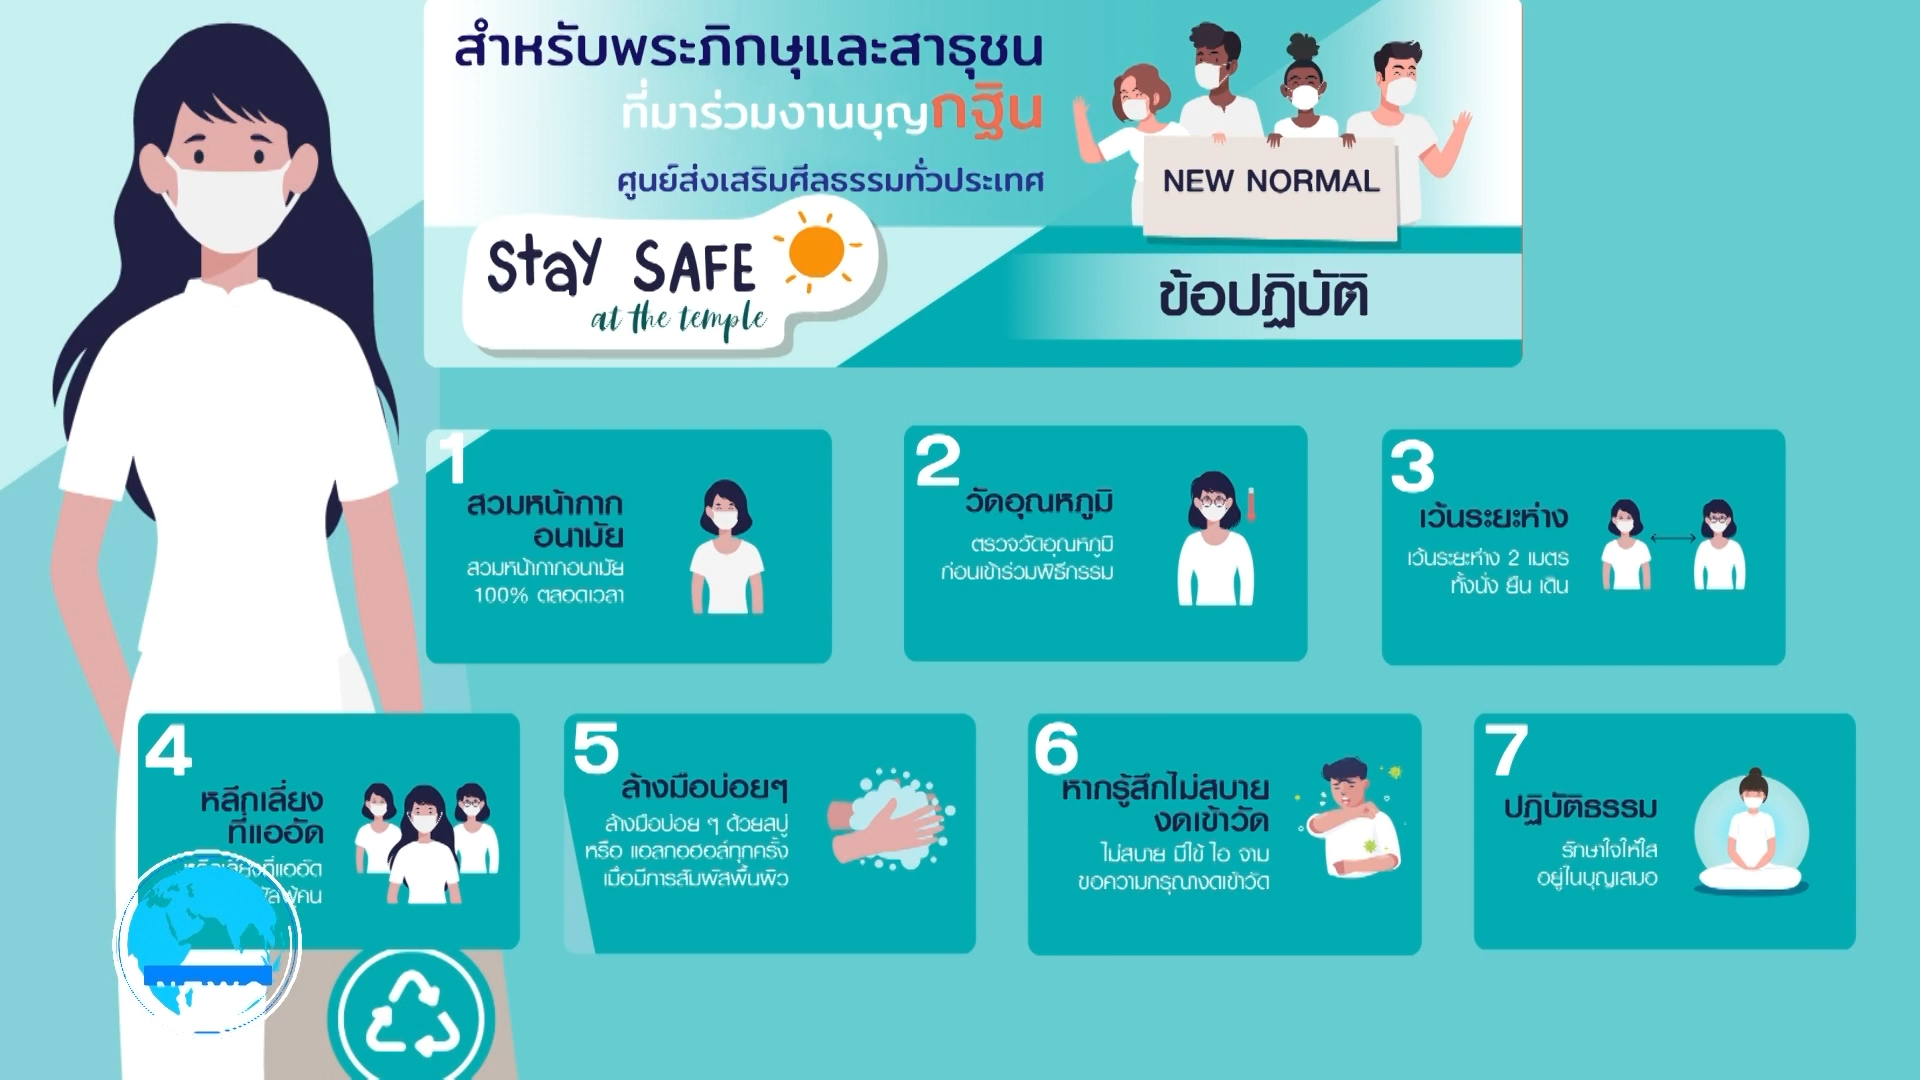 สำหรับพระภิกษุและสาธุชน
ที่มาร่วมงานบุญกฐิน
ศูนย์ส่งเสริมศีลธรรมทั่วประเทศ
NEW NORMAL
Stay SAFE
at the temple
ข้อปฏิบัติ
1
สวมหน้ากาก
อนามัย
สวมหน้ากากอนามัย
100% ตลอดเวลา
2
วัดอุณหภูมิ
ตรวจวัดอุณหภูมิ
ก่อนเข้าร่วมพิธีกรรม
3
เว้นระยะห่าง
เว้นระยะห่าง 2 เมตร
ทั้งนั่ง ยืน เดิน
4
หลีกเลี่ยง
ที่แออัด
หลีกเลี่ยงที่แออัด
ผู้คน
5
ล้างมือบ่อยๆ
ล้างมือบ่อย ๆ ด้วยสบู่
หรือ แอลกอฮอล์ทุกครั้ง
เมื่อมีการสัมผัสพื้นผิว
6
หากรู้สึกไม่สบาย
งดเข้าวัด
ไม่สบาย มีไข้ ไอ จาม
ขอความกรุณางดเข้าวัด
7
ปฏิบัติธรรม
รักษาใจให้ใส
อยู่ในบุญเสมอ